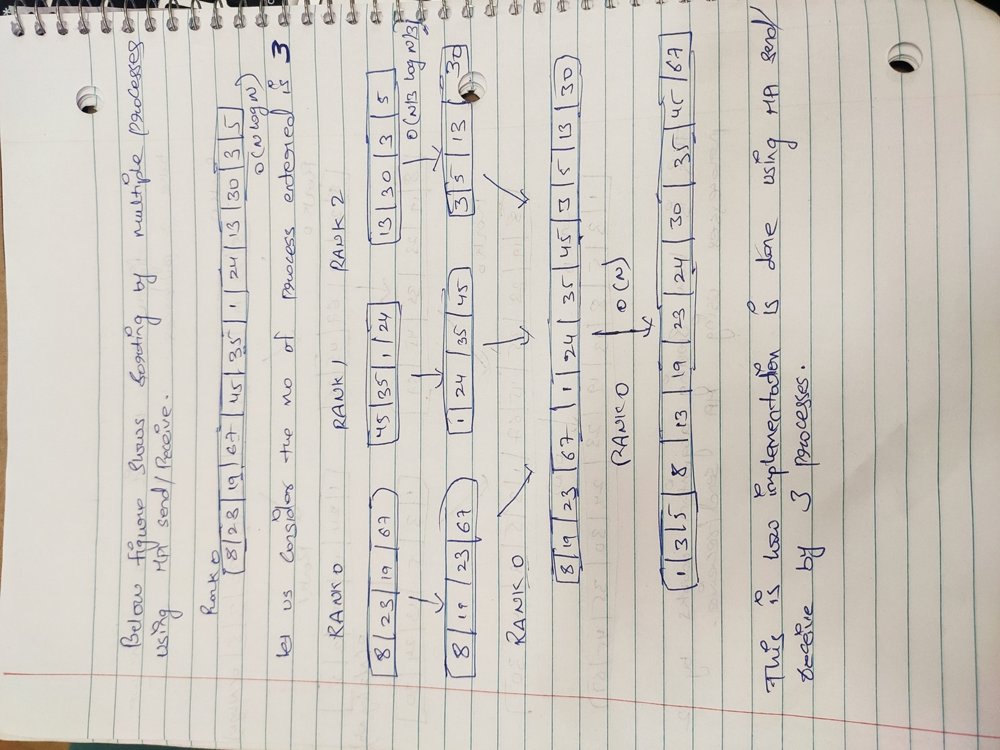 Below figure shows sorting by multiple processes
using MPI send/Receive.
Rank 0
8 | 23 | 19 | 67 | 45 | 35 | 1 | 24 | 13 | 30 | 3 | 5
O(N log N)
let us consider the no of process entered is 3
RANK 0 RANK 1 RANK 2
8 | 23 | 19 | 67 45 | 35 | 1 | 24 13 | 30 | 3 | 5
O(N/3 log N/3)
8 | 19 | 23 | 67 1 | 24 | 35 | 45 3 | 5 | 13 | 30
RANK 0
8 | 19 | 23 | 67 | 1 | 24 | 35 | 45 | 3 | 5 | 13 | 30
RANK 0 O(N)
1 | 3 | 5 | 8 | 13 | 19 | 23 | 24 | 30 | 35 | 45 | 67
This is how implementation is done using MPI send/
receive by 3 processes.